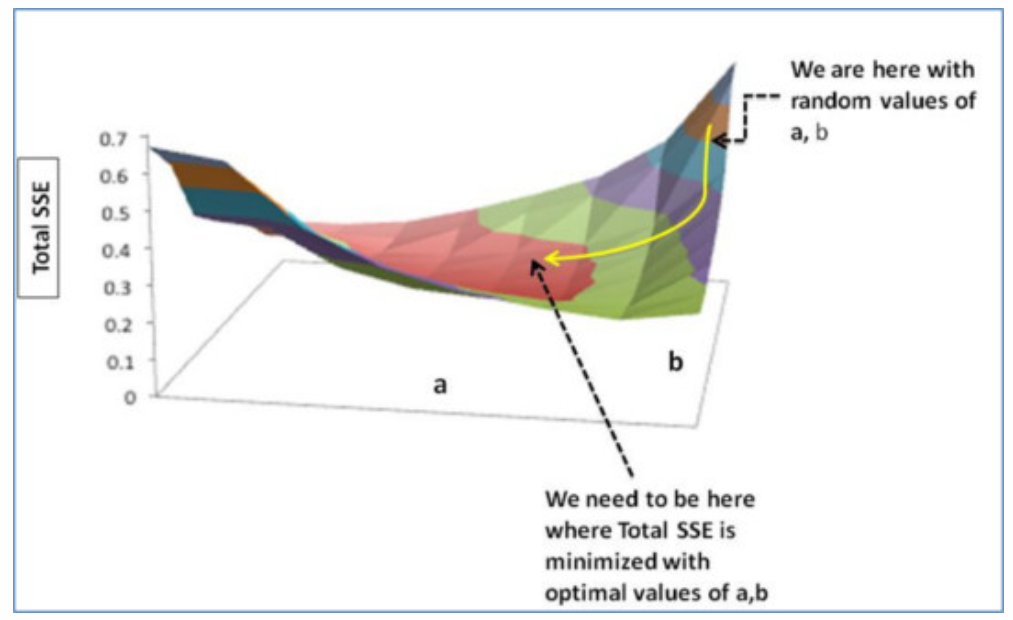 We are here with
random values of
a, b
0.7
0.6
0.5
0.4
0.3
0.2
0.1
0
Total SSE
a
b
We need to be here
where Total SSE is
minimized with
optimal values of a,b